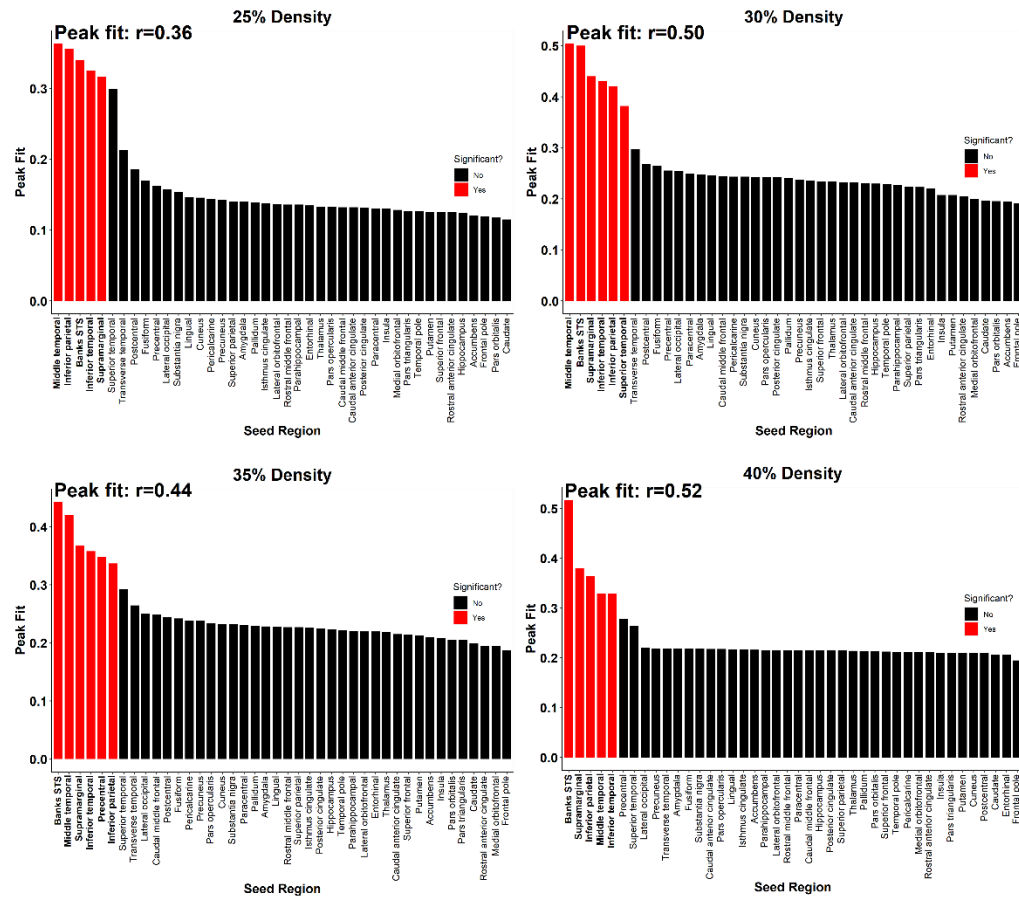 25% Density
Peak fit: r=0.36
Peak Fit
0.3
0.2
0.1
0.0
Significant?
No
Yes
Middle temporal
Inferior parietal
Banks STS
Inferior temporal
Supramarginal
Superior temporal
Transverse temporal
Postcentral
Fusiform
Precentral
Lateral occipital
Substantia nigra
Lingual
Cuneus
Pericalcarine
Precuneus
Superior parietal
Amygdala
Pallidum
Isthmus cingulate
Lateral orbitofrontal
Rostral middle frontal
Parahippocampal
Entorhinal
Thalamus
Pars opercularis
Caudal middle frontal
Caudal anterior cingulate
Posterior cingulate
Paracentral
Insula
Medial orbitofrontal
Pars triangularis
Temporal pole
Putamen
Superior frontal
Rostral anterior cingulate
Hippocampus
Accumbens
Frontal pole
Pars orbitalis
Caudate
Seed Region
30% Density
Peak fit: r=0.50
Peak Fit
0.5
0.4
0.3
0.2
0.1
0.0
Significant?
No
Yes
Middle temporal
Banks STS
Supramarginal
Inferior temporal
Inferior parietal
Superior temporal
Transverse temporal
Postcentral
Fusiform
Precentral
Lateral occipital
Paracentral
Amygdala
Lingual
Caudal middle frontal
Pericalcarine
Substantia nigra
Cuneus
Pars opercularis
Posterior cingulate
Pallidum
Precuneus
Isthmus cingulate
Superior frontal
Thalamus
Lateral orbitofrontal
Caudal anterior cingulate
Rostral middle frontal
Hippocampus
Temporal pole
Parahippocampal
Superior parietal
Pars triangularis
Entorhinal
Insula
Putamen
Rostral anterior cingulate
Medial orbitofrontal
Caudate
Pars orbitalis
Accumbens
Frontal pole
Seed Region
35% Density
Peak fit: r=0.44
Peak Fit
0.4
0.3
0.2
0.1
0.0
Significant?
No
Yes
Banks STS
Middle temporal
Supramarginal
Inferior temporal
Precentral
Inferior parietal
Superior temporal
Transverse temporal
Lateral occipital
Caudal middle frontal
Postcentral
Fusiform
Pericalcarine
Precuneus
Pars opercularis
Cuneus
Substantia nigra
Paracentral
Pallidum
Amygdala
Lingual
Rostral middle frontal
Superior parietal
Isthmus cingulate
Posterior cingulate
Hippocampus
Temporal pole
Parahippocampal
Lateral orbitofrontal
Entorhinal
Thalamus
Caudal anterior cingulate
Superior frontal
Putamen
Accumbens
Insula
Pars orbitalis
Pars triangularis
Caudate
Rostral anterior cingulate
Medial orbitofrontal
Frontal pole
Seed Region
40% Density
Peak fit: r=0.52
Peak Fit
0.5
0.4
0.3
0.2
0.1
0.0
Significant?
No
Yes
Banks STS
Supramarginal
Inferior parietal
Middle temporal
Inferior temporal
Precentral
Superior temporal
Lateral occipital
Precuneus
Transverse temporal
Amygdala
Fusiform
Substantia nigra
Caudal anterior cingulate
Pars opercularis
Lingual
Isthmus cingulate
Accumbens
Parahippocampal
Lateral orbitofrontal
Rostral middle frontal
Paracentral
Caudal middle frontal
Hippocampus
Posterior cingulate
Superior parietal
Thalamus
Pallidum
Pars orbitalis
Superior frontal
Temporal pole
Pericalcarine
Medial orbitofrontal
Rostral anterior cingulate
Insula
Pars triangularis
Putamen
Cuneus
Postcentral
Caudate
Entorhinal
Frontal pole
Seed Region